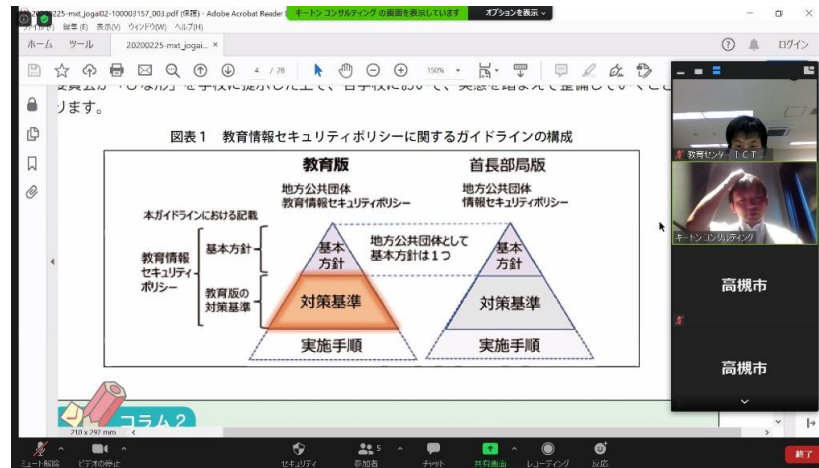 20200225-mxt_jogai02-100003157_003.pdf (保護) - Adobe Acrobat Reader
キートン コンサルティング の画面を表示しています
オプションを表示
ファイル(F) 編集(E) 表示(V) ウィンドウ(W) ヘルプ(H)
ホーム ツール 20200225-mxt_jogai... × ログイン
4 / 28 150%
ります。
図表1 教育情報セキュリティポリシーに関するガイドラインの構成
教育版
首長部局版
地方公共団体
教育情報セキュリティポリシー
地方公共団体
情報セキュリティポリシー
本ガイドラインにおける記載
教育情報
セキュリティ
ポリシー
基本方針
教育版の
対策基準
基本
方針
地方公共団体として
基本方針は1つ
基本
方針
対策基準
対策基準
実施手順
実施手順
コラム2
210 x 297 mm
教育センター ICT...
キートンコンサルティング
高槻市
高槻市
ミュート解除 ビデオの停止 セキュリティ 参加者 5 チャット 共有画面 レコーディング 反応 終了